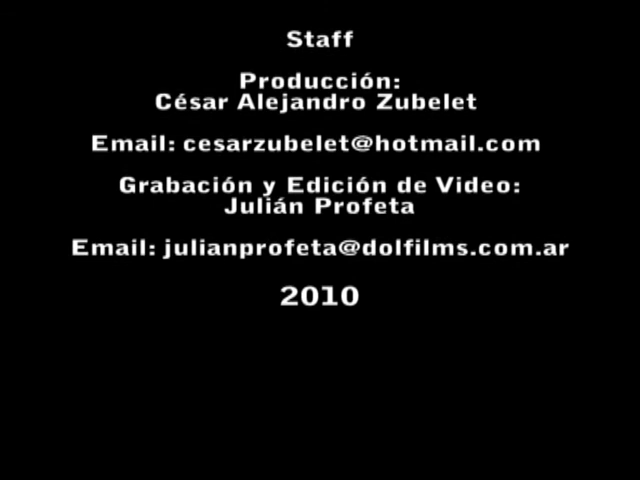 Staff
Producción:
César Alejandro Zubelet
Email: cesarzubelet@hotmail.com
Grabación y Edición de Video:
Julián Profeta
Email: julianprofeta@dolfilms.com.ar
2010